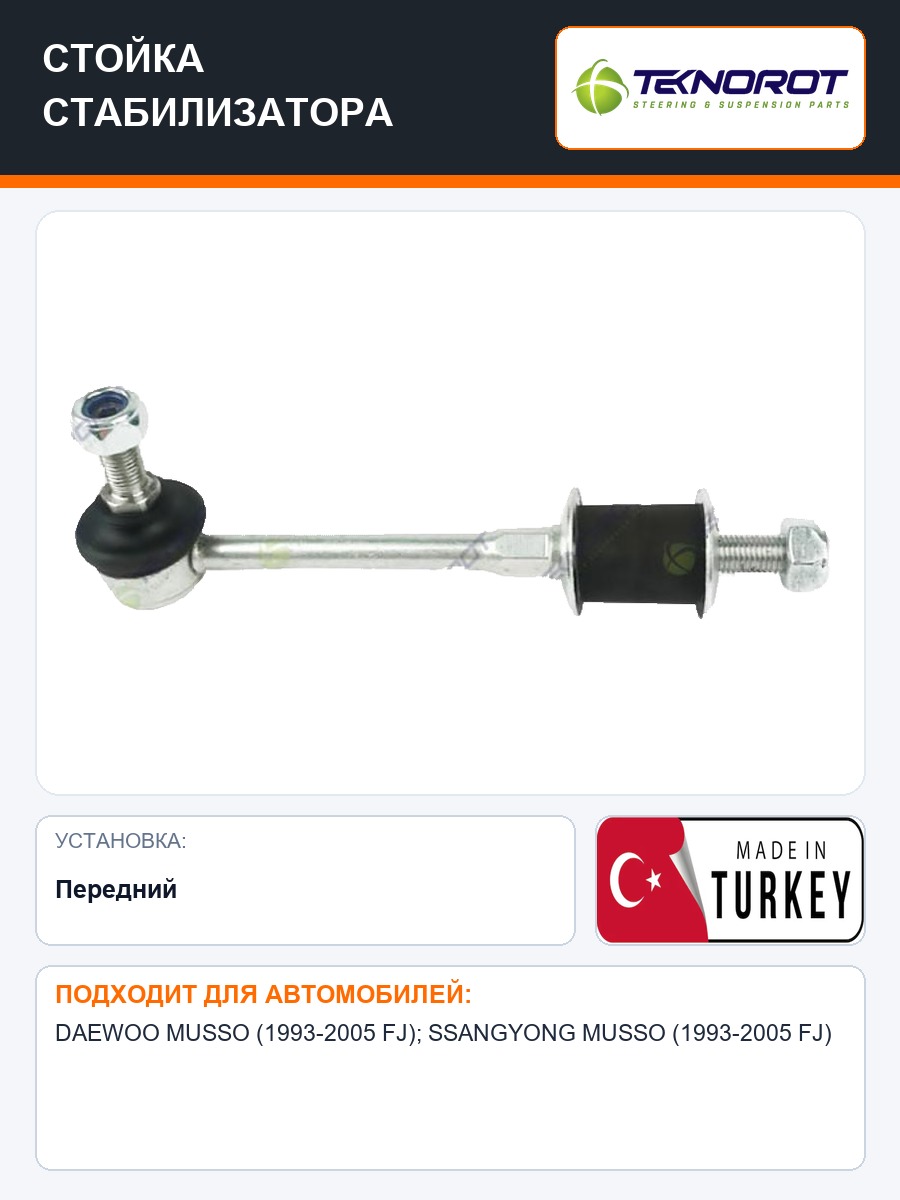 СТОЙКА
СТАБИЛИЗАТОРА
TEKNOROT
STEERING & SUSPENSION PARTS
УСТАНОВКА:
Передний
MADE IN
TURKEY
ПОДХОДИТ ДЛЯ АВТОМОБИЛЕЙ:
DAEWOO MUSSO (1993-2005 FJ); SSANGYONG MUSSO (1993-2005 FJ)